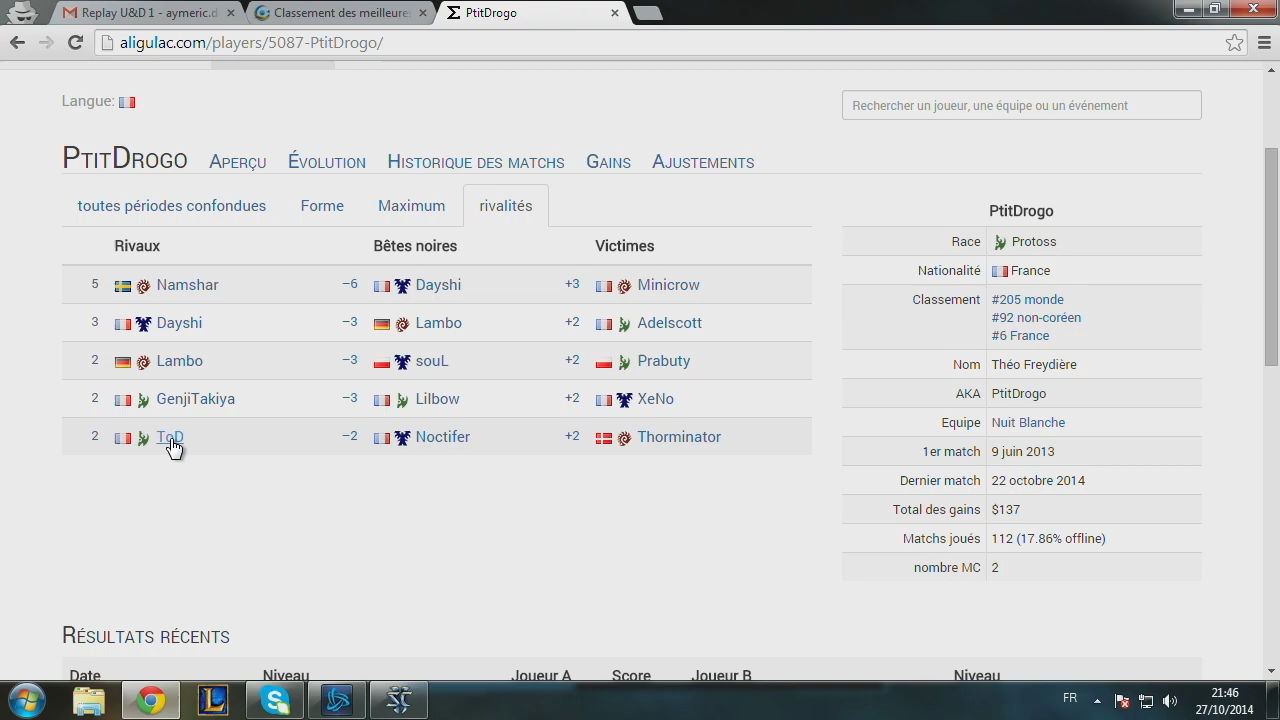 Replay U&D 1 - aymeric.d
Classement des meilleure
PtitDrogo
aligulac.com/players/5087-PtitDrogo/
Langue:
Rechercher un joueur, une équipe ou un événement
PtitDrogo Aperçu Évolution Historique des matchs Gains Ajustements
toutes périodes confondues Forme Maximum rivalités
Rivaux Bêtes noires Victimes
5 Namshar −6 Dayshi +3 Minicrow
3 Dayshi −3 Lambo +2 Adelscott
2 Lambo −3 souL +2 Prabuty
2 GenjiTakiya −3 Lilbow +2 XeNo
2 ToD −2 Noctifer +2 Thorminator
PtitDrogo
Race Protoss
Nationalité France
Classement #205 monde
#92 non-coréen
#6 France
Nom Théo Freydière
AKA PtitDrogo
Equipe Nuit Blanche
1er match 9 juin 2013
Dernier match 22 octobre 2014
Total des gains $137
Matchs joués 112 (17.86% offline)
nombre MC 2
Résultats récents
Date Niveau Joueur A Score Joueur B Niveau
FR
21:46
27/10/2014